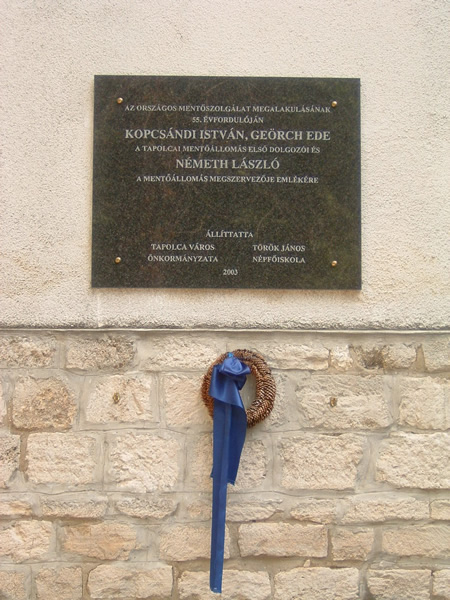 AZ ORSZÁGOS MENTŐSZOLGÁLAT MEGALAKULÁSÁNAK
55. ÉVFORDULÓJÁN
KOPCSÁNDI ISTVÁN, GEÖRCH EDE
A TAPOLCAI MENTŐÁLLOMÁS ELSŐ DOLGOZÓI ÉS
NÉMETH LÁSZLÓ
A MENTŐÁLLOMÁS MEGSZERVEZŐJE EMLÉKÉRE
ÁLLÍTTATTA
TAPOLCA VÁROS TÖRÖK JÁNOS
ÖNKORMÁNYZATA NÉPFŐISKOLA
2003